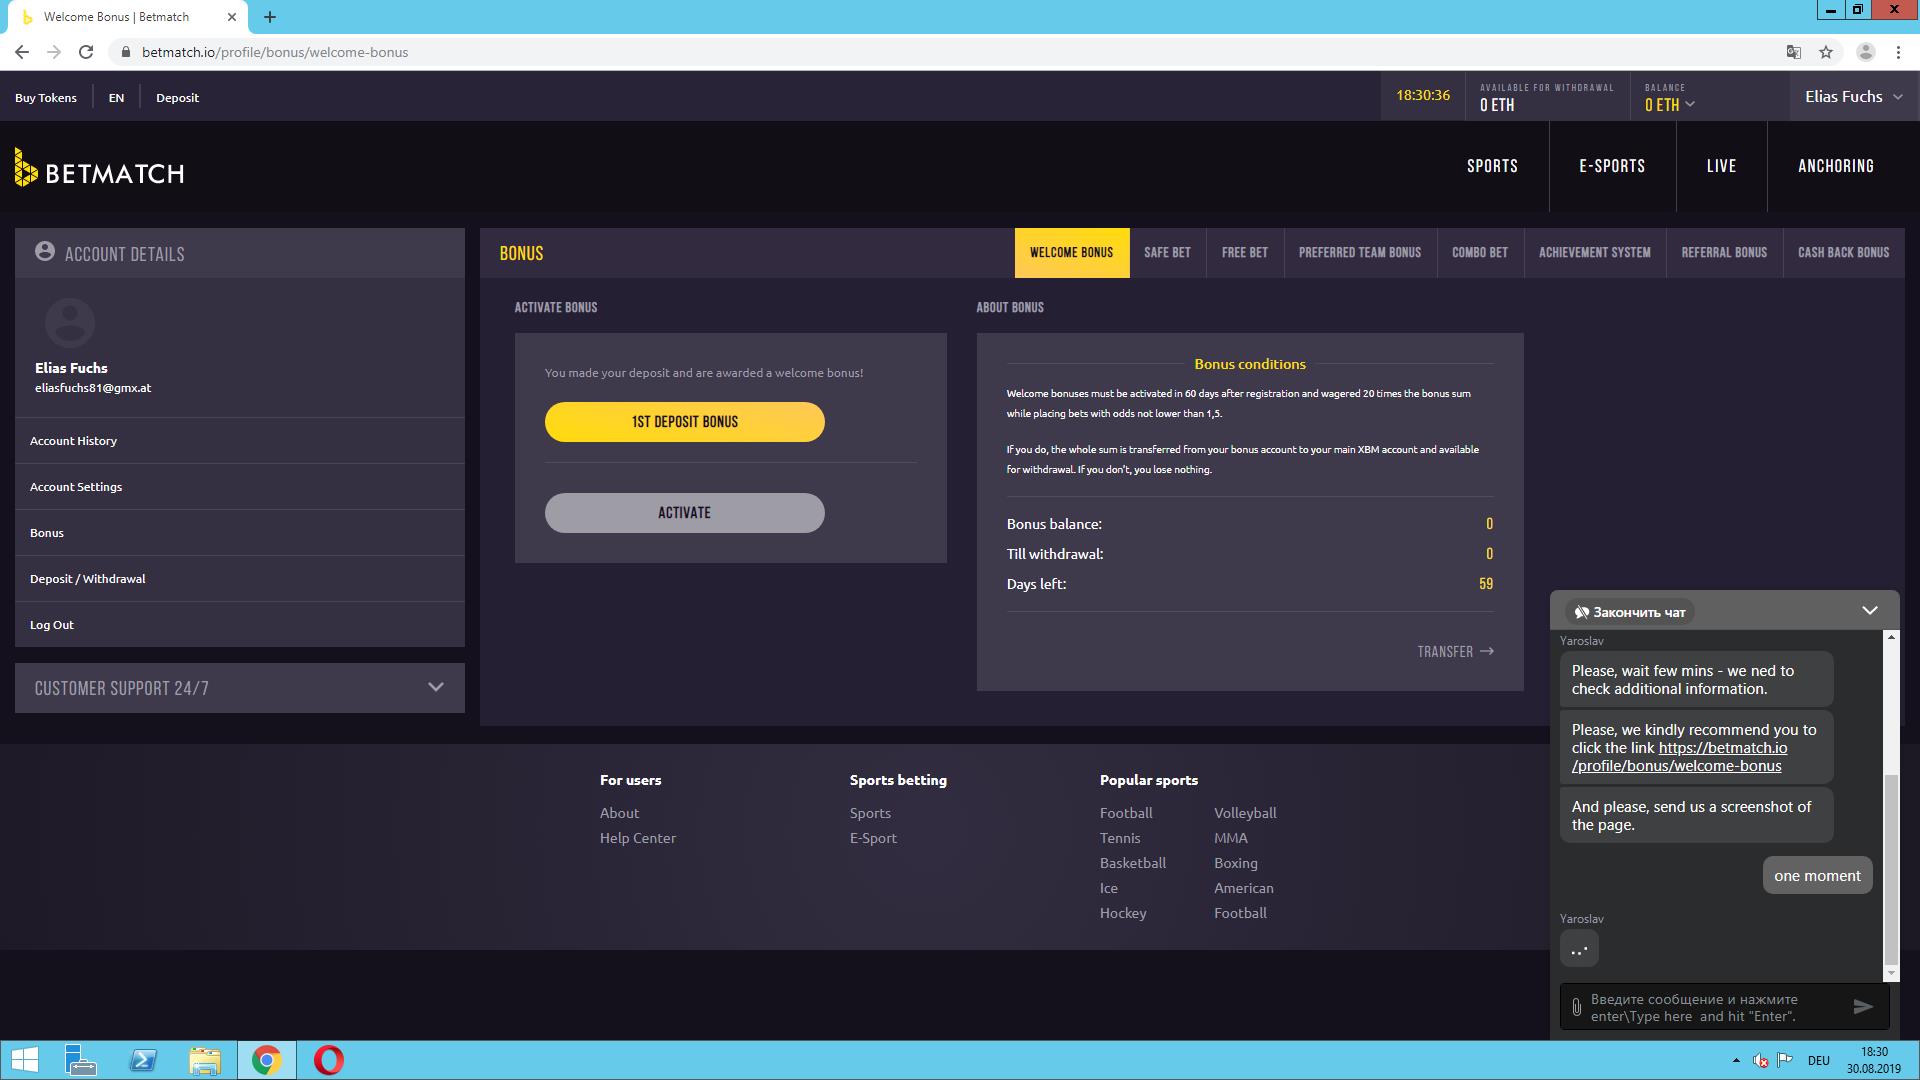 Welcome Bonus | Betmatch
betmatch.io/profile/bonus/welcome-bonus
Buy Tokens
EN
Deposit
18:30:36
AVAILABLE FOR WITHDRAWAL
0 ETH
BALANCE
0 ETH
Elias Fuchs
BETMATCH
SPORTS
E-SPORTS
LIVE
ANCHORING
ACCOUNT DETAILS
Elias Fuchs
eliasfuchs81@gmx.at
Account History
Account Settings
Bonus
Deposit / Withdrawal
Log Out
CUSTOMER SUPPORT 24/7
BONUS
WELCOME BONUS
SAFE BET
FREE BET
PREFERRED TEAM BONUS
COMBO BET
ACHIEVEMENT SYSTEM
REFERRAL BONUS
CASH BACK BONUS
ACTIVATE BONUS
You made your deposit and are awarded a welcome bonus!
1ST DEPOSIT BONUS
ACTIVATE
ABOUT BONUS
Bonus conditions
Welcome bonuses must be activated in 60 days after registration and wagered 20 times the bonus sum
while placing bets with odds not lower than 1,5.
If you do, the whole sum is transferred from your bonus account to your main XBM account and available
for withdrawal. If you don't, you lose nothing.
Bonus balance: 0
Till withdrawal: 0
Days left: 59
TRANSFER →
For users
About
Help Center
Sports betting
Sports
E-Sport
Popular sports
Football
Tennis
Basketball
Ice
Hockey
Volleyball
MMA
Boxing
American
Football
Закончить чат
Yaroslav
Please, wait few mins - we ned to
check additional information.
Please, we kindly recommend you to
click the link https://betmatch.io
/profile/bonus/welcome-bonus
And please, send us a screenshot of
the page.
one moment
Yaroslav
...
Введите сообщение и нажмите
enter\Type here and hit "Enter".
DEU
18:30
30.08.2019